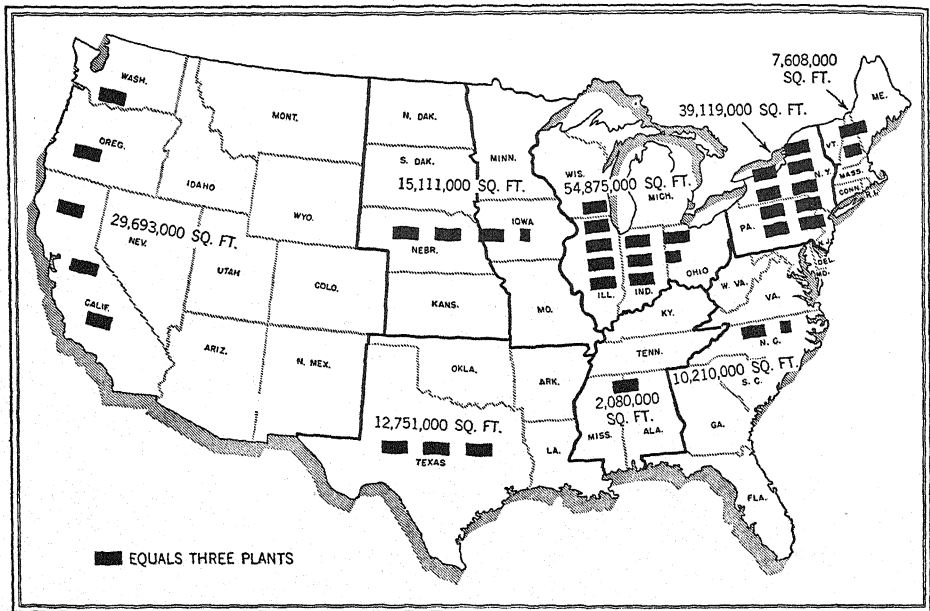 7,608,000
SQ. FT.
39,119,000 SQ. FT.
WASH.
MONT.
N. DAK.
MINN.
ME.
VT.
OREG.
IDAHO
S. DAK.
WIS.
MICH.
N.Y.
MASS.
CONN.
R.I.
15,111,000 SQ. FT.
54,875,000 SQ. FT.
WYO.
IOWA
PA.
29,693,000 SQ. FT.
NEV.
NEBR.
N.J.
UTAH
COLO.
ILL.
IND.
OHIO
DEL.
MD.
CALIF.
KANS.
MO.
KY.
W. VA.
VA.
N. C.
ARIZ.
N. MEX.
OKLA.
ARK.
TENN.
10,210,000 SQ. FT.
S. C.
2,080,000
SQ. FT.
12,751,000 SQ. FT.
TEXAS
LA.
MISS.
ALA.
GA.
FLA.
EQUALS THREE PLANTS